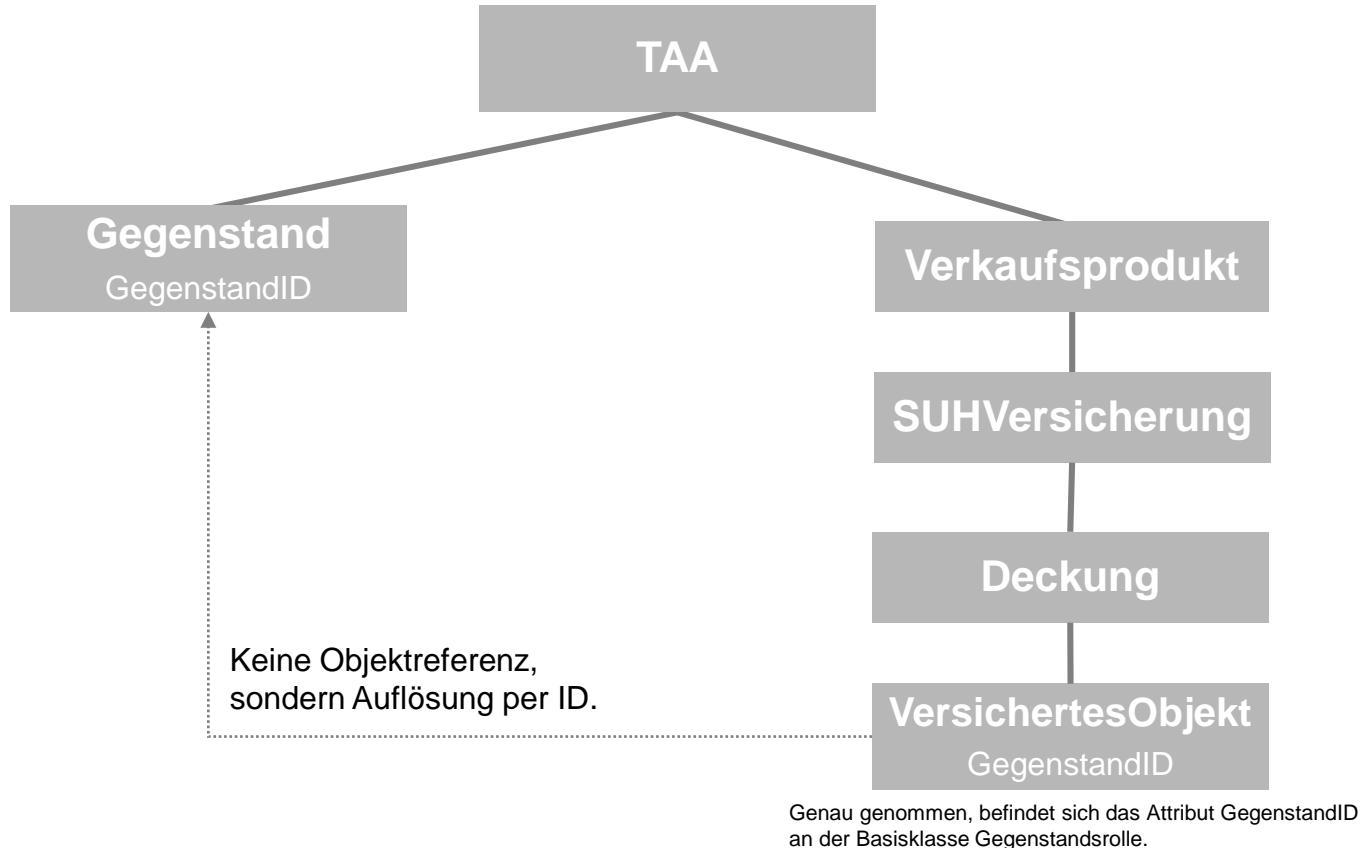 TAA
Gegenstand
GegenstandID
Verkaufsprodukt
SUHVersicherung
Deckung
Keine Objektreferenz,
sondern Auflösung per ID.
VersichertesObjekt
GegenstandID
Genau genommen, befindet sich das Attribut GegenstandID
an der Basisklasse Gegenstandsrolle.